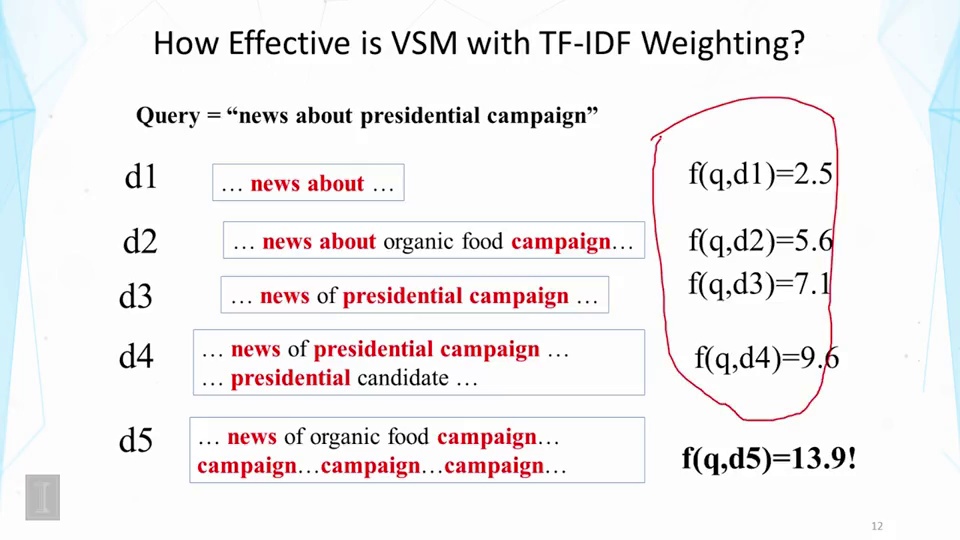 How Effective is VSM with TF-IDF Weighting?
Query = “news about presidential campaign”
d1
… news about …
f(q,d1)=2.5
d2
… news about organic food campaign…
f(q,d2)=5.6
d3
… news of presidential campaign …
f(q,d3)=7.1
d4
… news of presidential campaign …
… presidential candidate …
f(q,d4)=9.6
d5
… news of organic food campaign…
campaign…campaign…campaign…
f(q,d5)=13.9!
I
12